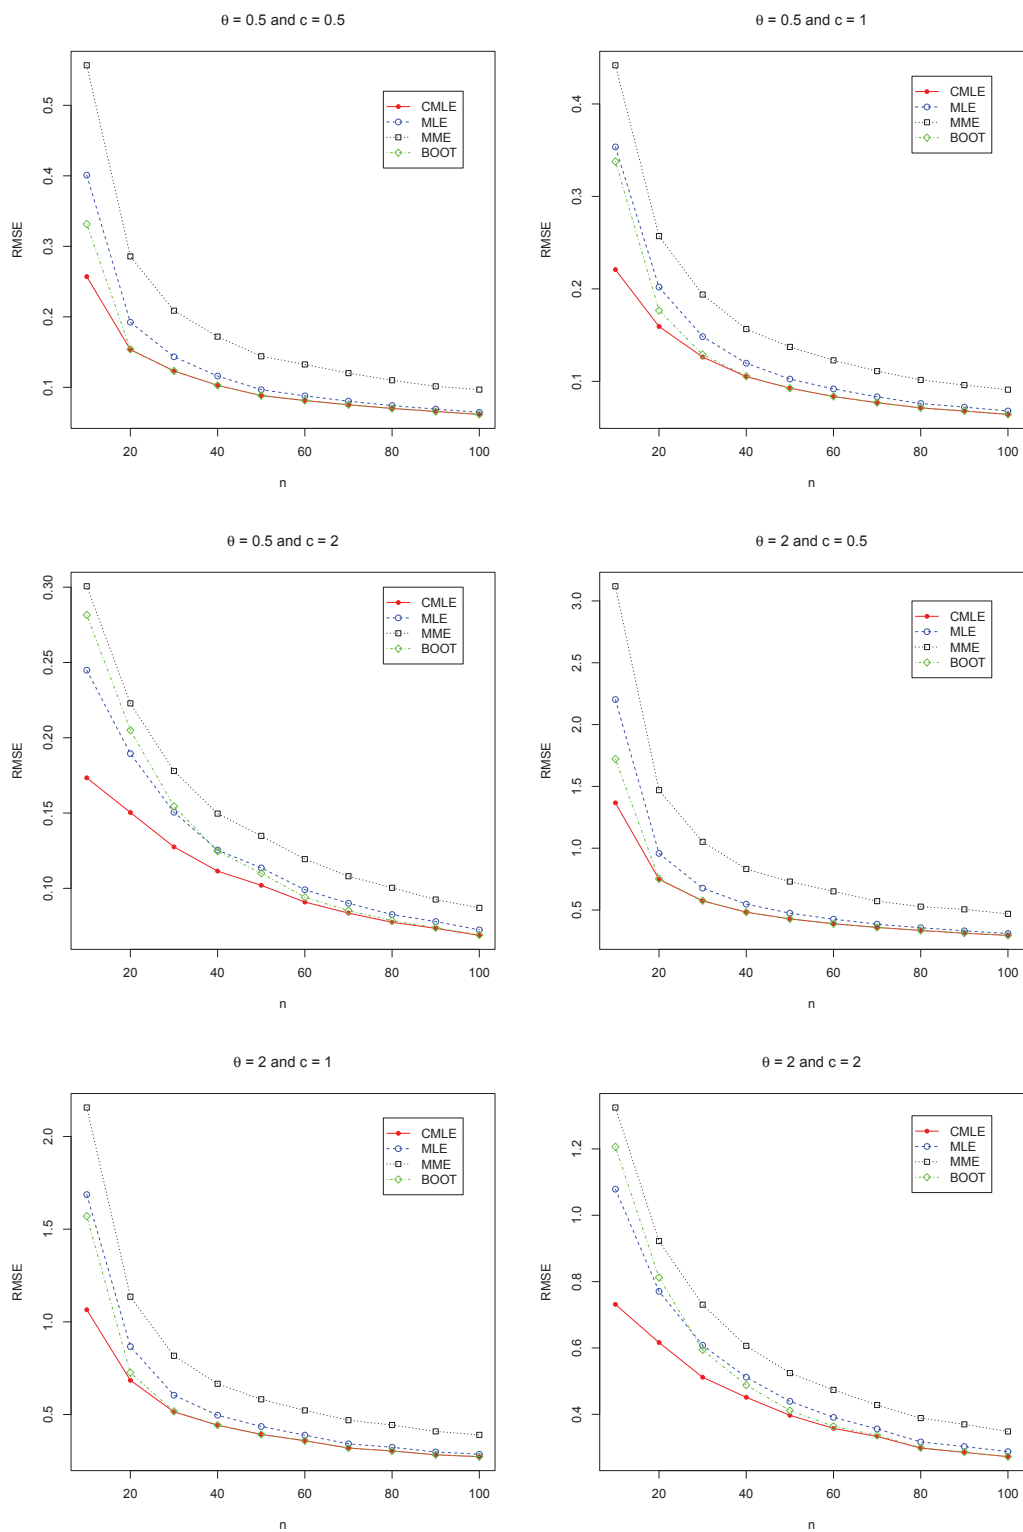 θ = 0.5 and c = 0.5
RMSE
0.5
0.4
0.3
0.2
0.1
CMLE
MLE
MME
BOOT
20 40 60 80 100
n
θ = 0.5 and c = 1
RMSE
0.4
0.3
0.2
0.1
CMLE
MLE
MME
BOOT
20 40 60 80 100
n
θ = 0.5 and c = 2
RMSE
0.30
0.25
0.20
0.15
0.10
CMLE
MLE
MME
BOOT
20 40 60 80 100
n
θ = 2 and c = 0.5
RMSE
3.0
2.5
2.0
1.5
1.0
0.5
CMLE
MLE
MME
BOOT
20 40 60 80 100
n
θ = 2 and c = 1
RMSE
2.0
1.5
1.0
0.5
CMLE
MLE
MME
BOOT
20 40 60 80 100
n
θ = 2 and c = 2
RMSE
1.2
1.0
0.8
0.6
0.4
CMLE
MLE
MME
BOOT
20 40 60 80 100
n